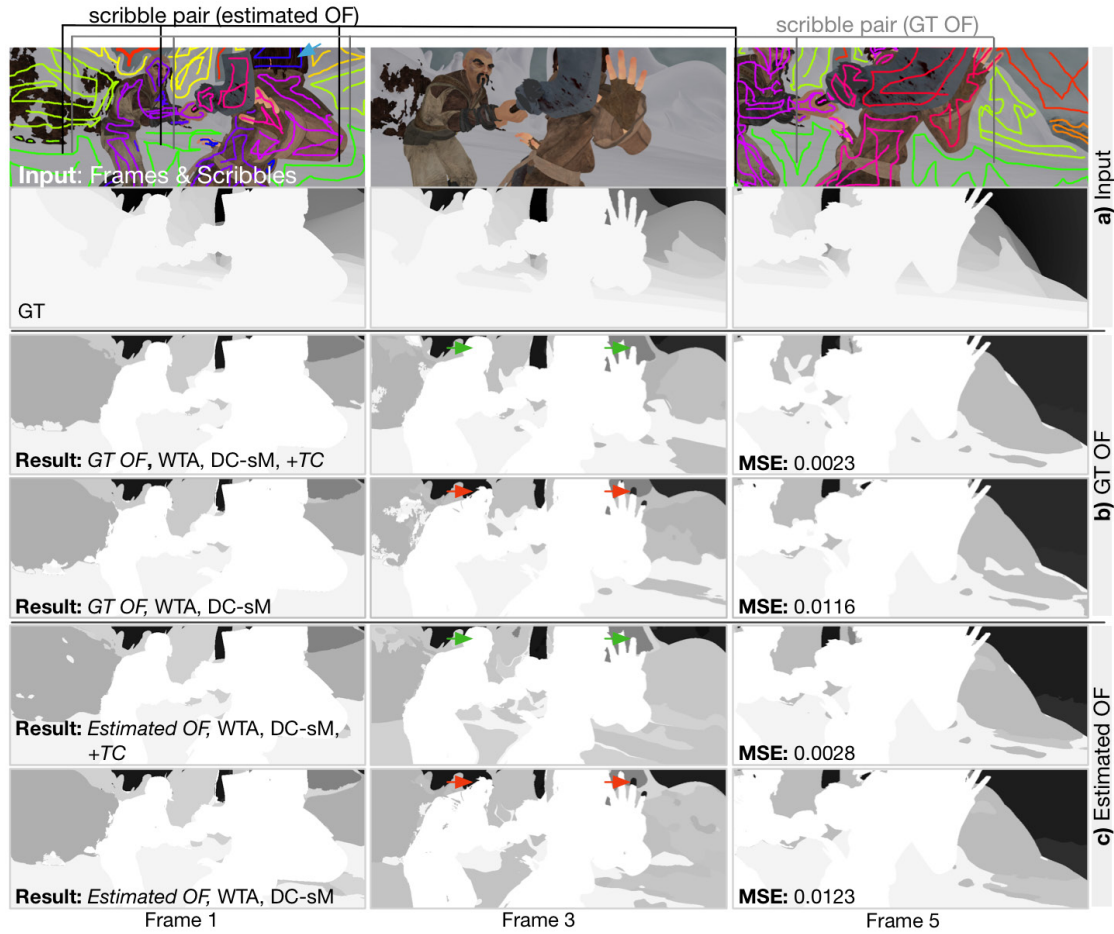 scribble pair (estimated OF)
scribble pair (GT OF)
Input: Frames & Scribbles
a) Input
GT
Result: GT OF, WTA, DC-sM, +TC
MSE: 0.0023
b) GT OF
Result: GT OF, WTA, DC-sM
MSE: 0.0116
Result: Estimated OF, WTA, DC-sM,
+TC
MSE: 0.0028
c) Estimated OF
Result: Estimated OF, WTA, DC-sM
MSE: 0.0123
Frame 1
Frame 3
Frame 5